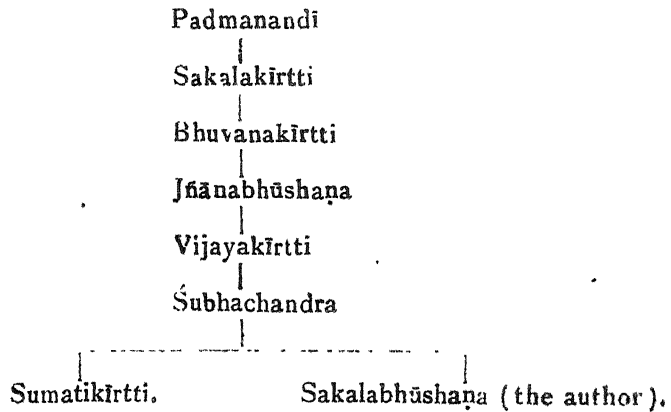 Padmanandī
Sakalakīrtti
Bhuvanakīrtti
Jñānabhūshaṇa
Vijayakīrtti
Śubhachandra
Sumatikīrtti. Sakalabhūshaṇa (the author).